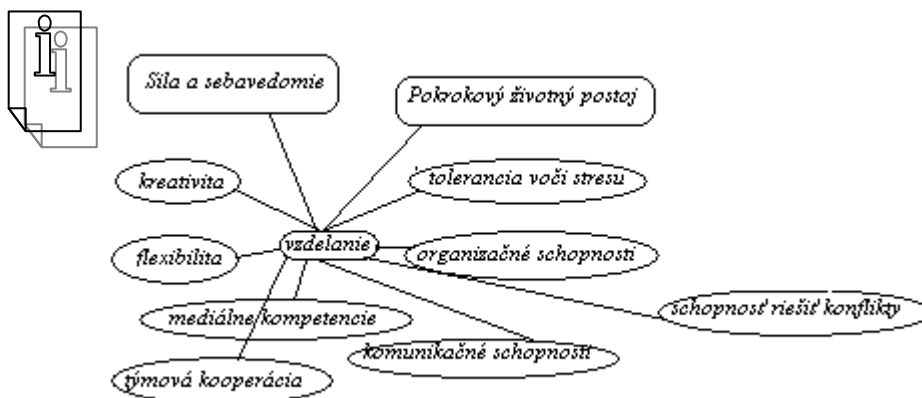 Sila a sebavedomie
Pokrokový životný postoj
kreativita
tolerancia voči stresu
vzdelanie
flexibilita
organizačné schopnosti
mediálne kompetencie
schopnosť riešiť konflikty
komunikačné schopnosti
týmová kooperácia